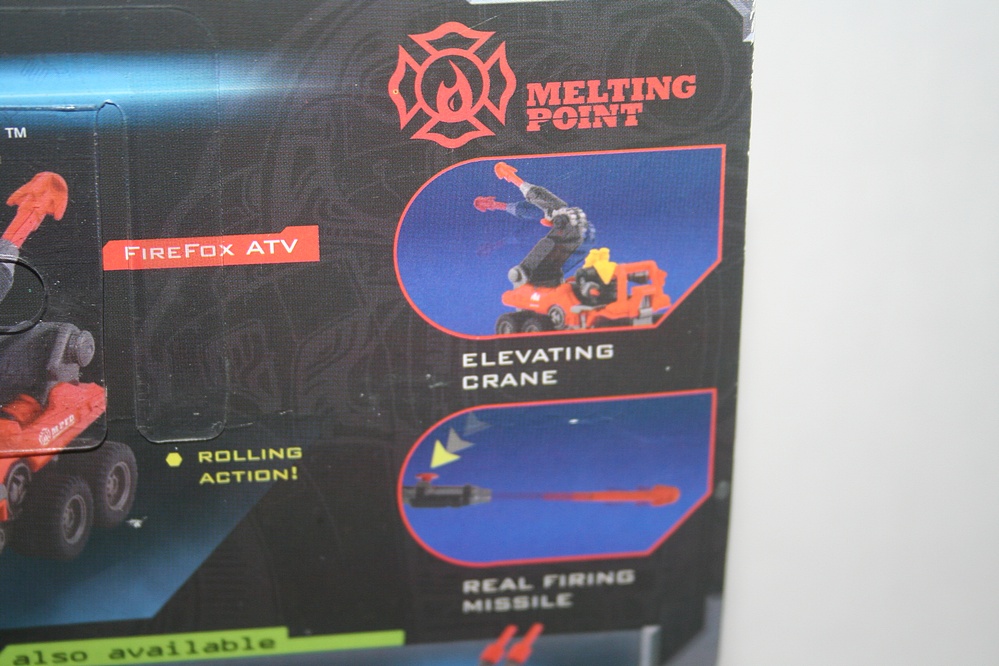 MELTING
POINT
TM
FIREFOX ATV
ELEVATING
CRANE
ROLLING
ACTION!
REAL FIRING
MISSILE
also available